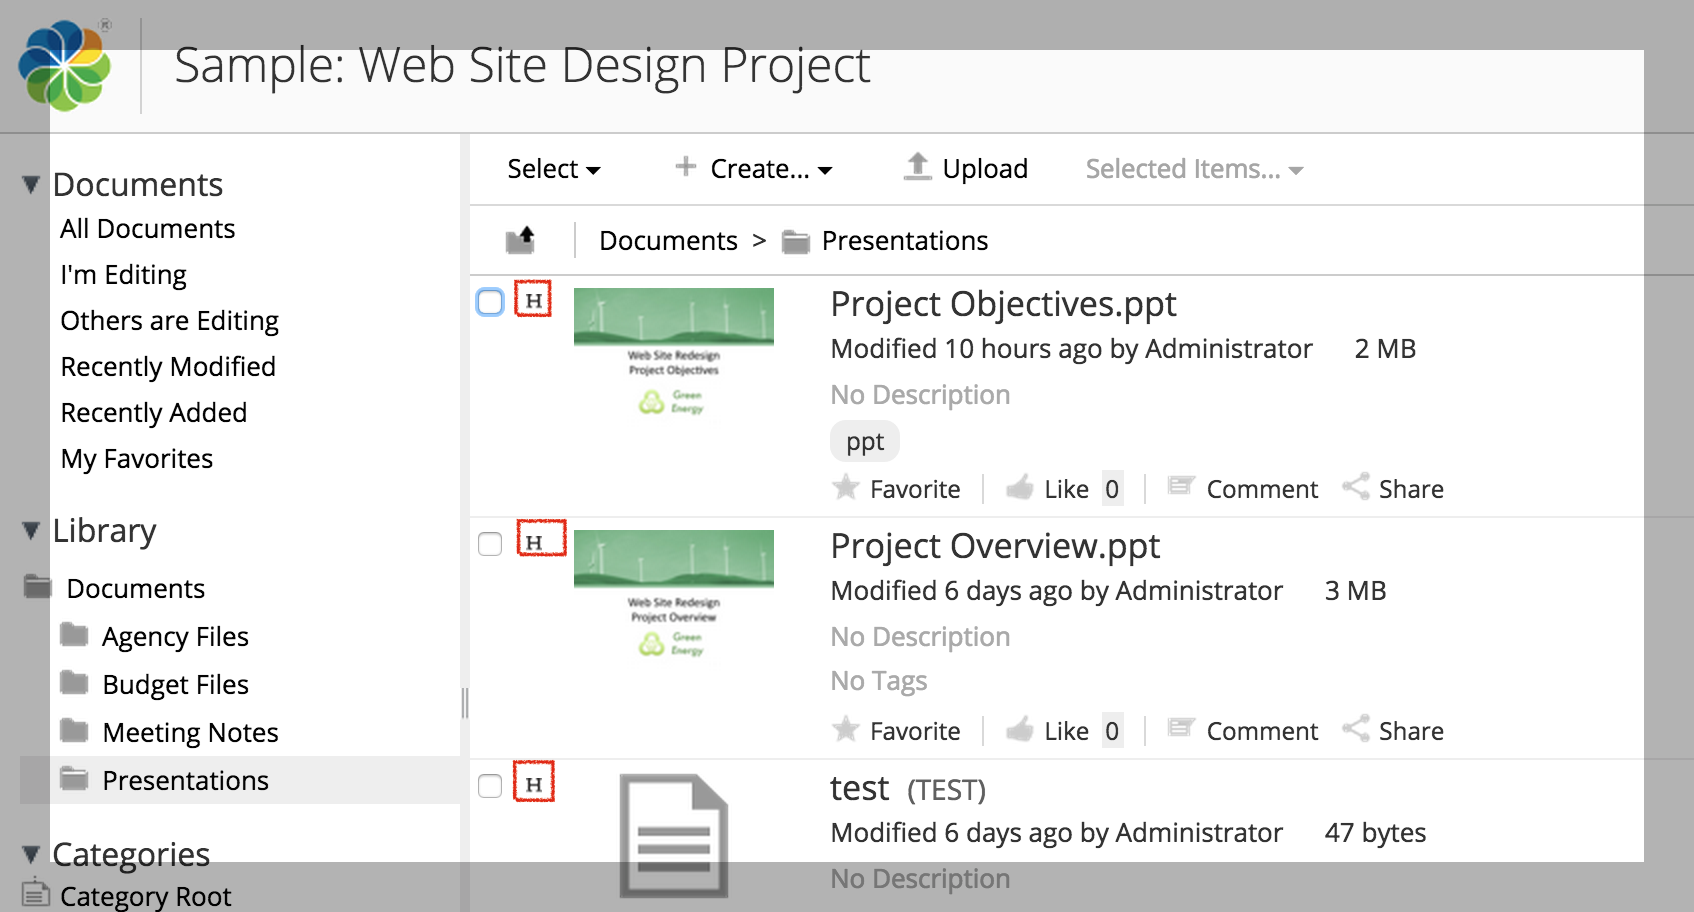 ®
Sample: Web Site Design Project
Documents
All Documents
I'm Editing
Others are Editing
Recently Modified
Recently Added
My Favorites
Library
Documents
Agency Files
Budget Files
Meeting Notes
Presentations
Categories
Category Root
Select
Create...
Upload
Selected Items...
Documents > Presentations
H
Web Site Redesign
Project Objectives
Green
Energy
Project Objectives.ppt
Modified 10 hours ago by Administrator 2 MB
No Description
ppt
Favorite Like 0 Comment Share
H
Web Site Redesign
Project Overview
Green
Energy
Project Overview.ppt
Modified 6 days ago by Administrator 3 MB
No Description
No Tags
Favorite Like 0 Comment Share
H
test (TEST)
Modified 6 days ago by Administrator 47 bytes
No Description